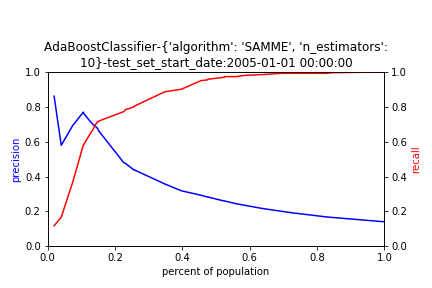 AdaBoostClassifier-{'algorithm': 'SAMME', 'n_estimators':
10}-test_set_start_date:2005-01-01 00:00:00
1.0
0.8
0.6
0.4
0.2
0.0
precision
1.0
0.8
0.6
0.4
0.2
0.0
recall
0.0 0.2 0.4 0.6 0.8 1.0
percent of population